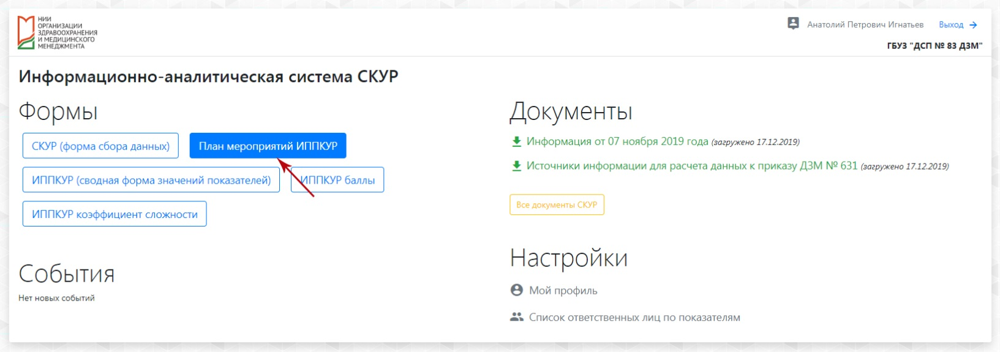 НИИ
ОРГАНИЗАЦИИ
ЗДРАВООХРАНЕНИЯ
И МЕДИЦИНСКОГО
МЕНЕДЖМЕНТА
Анатолий Петрович Игнатьев Выход
ГБУЗ "ДСП № 83 ДЗМ"
Информационно-аналитическая система СКУР
Формы
СКУР (форма сбора данных) План мероприятий ИППКУР
ИППКУР (сводная форма значений показателей) ИППКУР баллы
ИППКУР коэффициент сложности
События
Нет новых событий
Документы
Информация от 07 ноября 2019 года (загружено 17.12.2019)
Источники информации для расчета данных к приказу ДЗМ № 631 (загружено 17.12.2019)
Все документы СКУР
Настройки
Мой профиль
Список ответственных лиц по показателям